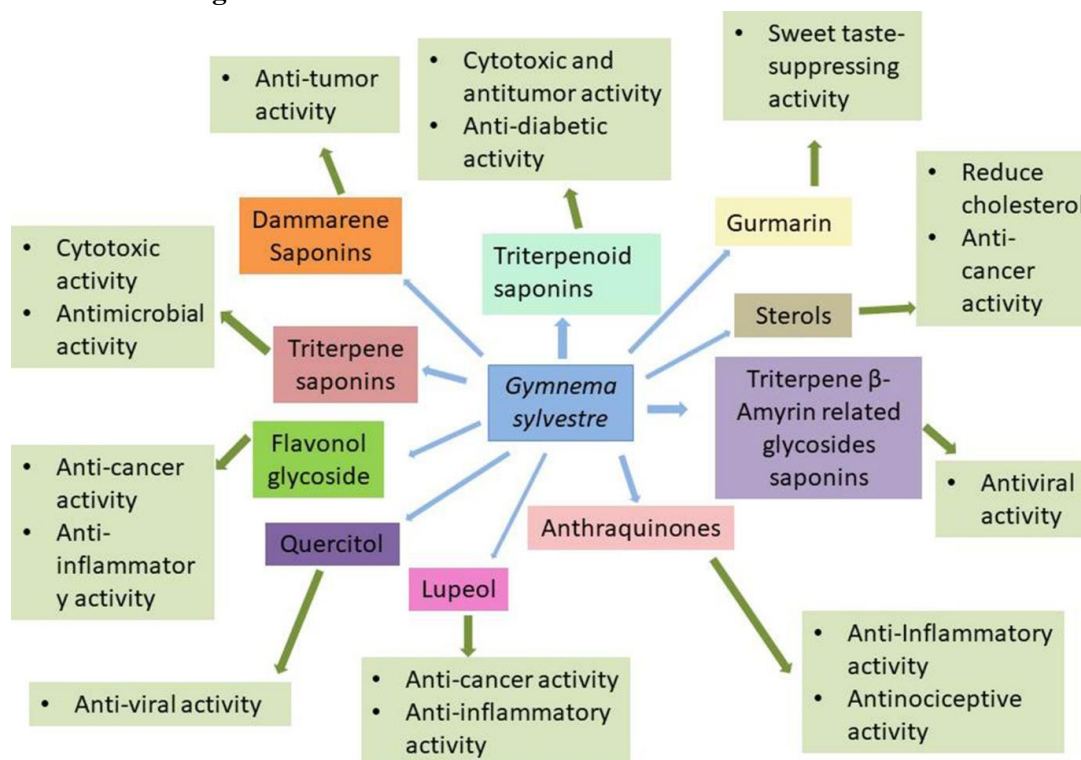 • Sweet taste-
suppressing
activity
• Anti-tumor
activity
• Cytotoxic and
antitumor activity
• Anti-diabetic
activity
• Reduce
cholesterol
• Anti-
cancer
activity
Dammarene
Saponins
Gurmarin
Triterpenoid
saponins
• Cytotoxic
activity
• Antimicrobial
activity
Sterols
Triterpene
saponins
Gymnema
sylvestre
Triterpene β-
Amyrin related
glycosides
saponins
Flavonol
glycoside
• Anti-cancer
activity
• Anti-
inflammator
y activity
• Antiviral
activity
Quercitol
Anthraquinones
Lupeol
• Anti-viral activity
• Anti-cancer activity
• Anti-inflammatory
activity
• Anti-Inflammatory
activity
• Antinociceptive
activity